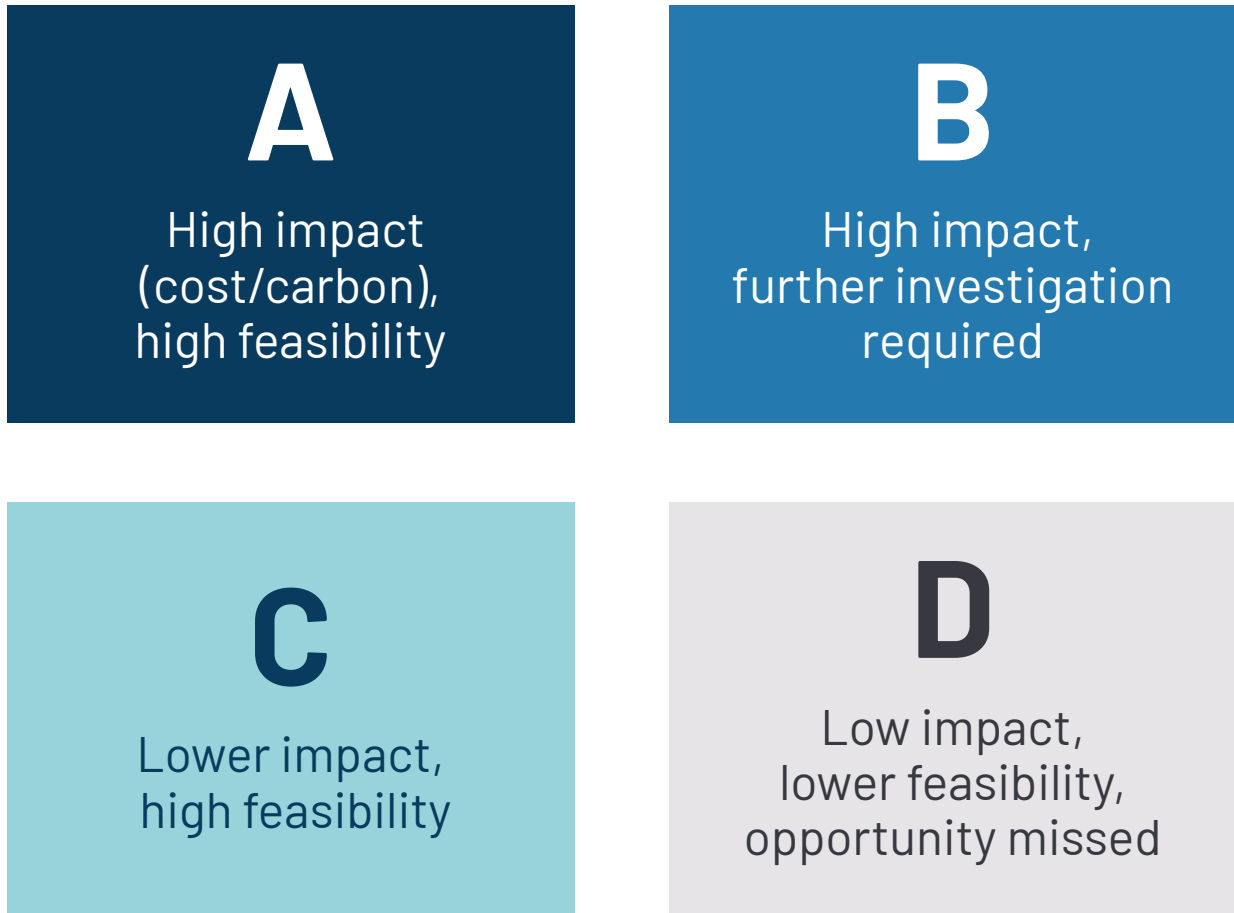 A
High impact
(cost/carbon),
high feasibility
B
High impact,
further investigation
required
C
Lower impact,
high feasibility
D
Low impact,
lower feasibility,
opportunity missed